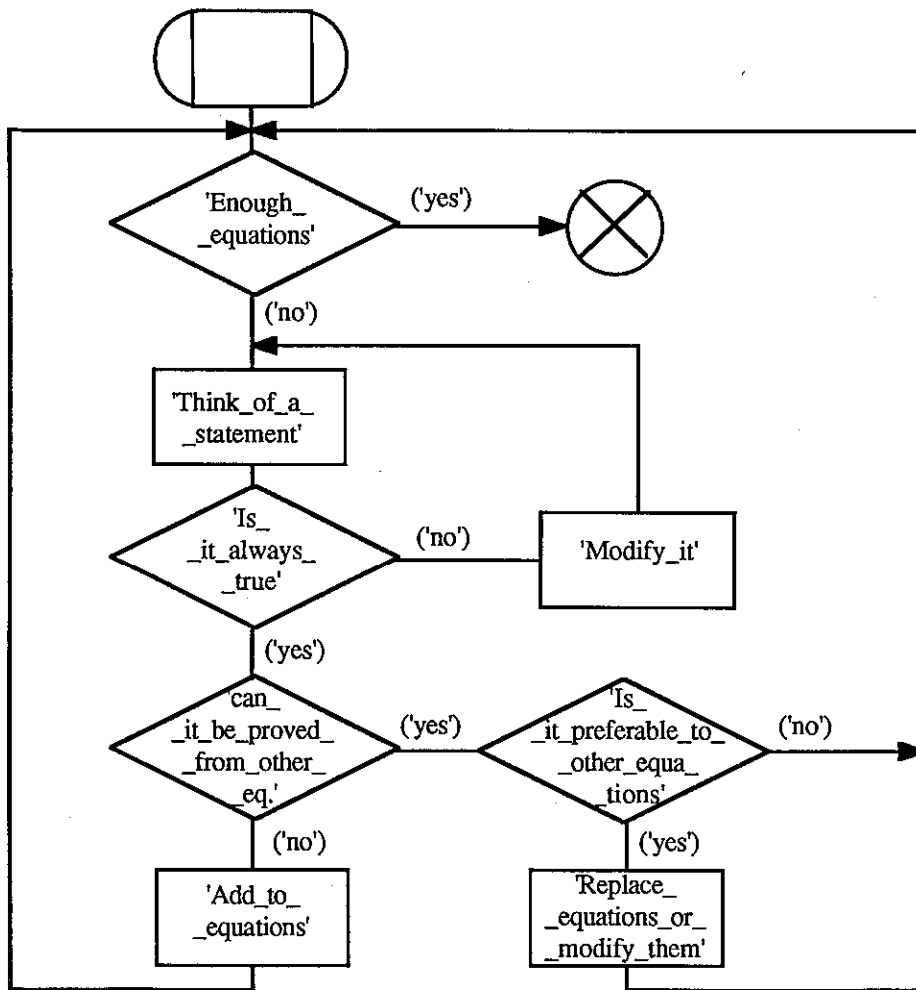 'Enough_
_equations'
('yes')
('no')
'Think_of_a_
_statement'
'Is_
_it_always_
_true'
('no')
'Modify_it'
('yes')
'can_
_it_be_proved_
_from_other_
_eq.'
('yes')
'Is_
_it_preferable_to_
_other_equa_
_tions'
('no')
('no')
('yes')
'Add_to_
_equations'
'Replace_
_equations_or_
_modify_them'